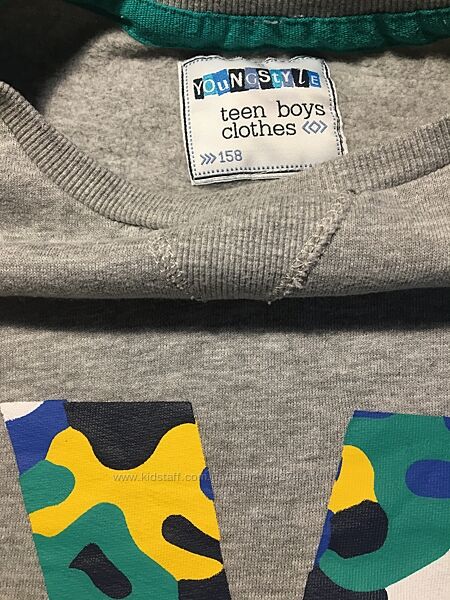 YOUNGSTYLE
teen boys
clothes <◇>
>>>158
www.kidstaff.com.ua